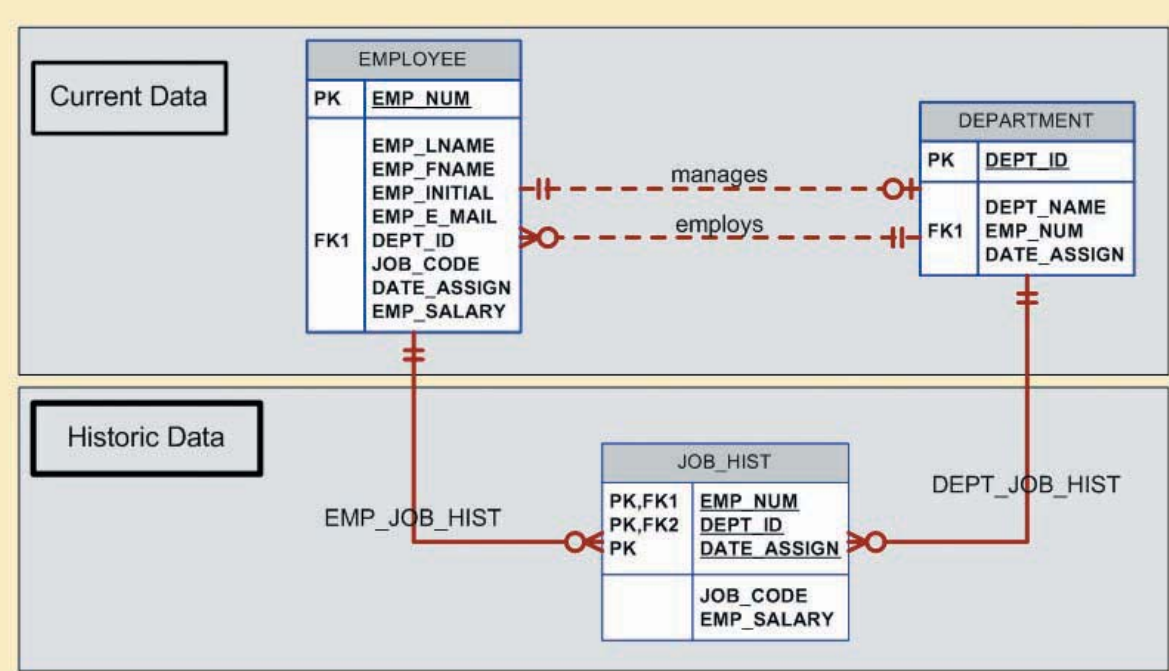 Current Data
EMPLOYEE
PK EMP_NUM
EMP_LNAME
EMP_FNAME
EMP_INITIAL
EMP_E_MAIL
FK1 DEPT_ID
JOB_CODE
DATE_ASSIGN
EMP_SALARY
manages
employs
DEPARTMENT
PK DEPT_ID
DEPT_NAME
FK1 EMP_NUM
DATE_ASSIGN
Historic Data
EMP_JOB_HIST
JOB_HIST
PK,FK1 EMP_NUM
PK,FK2 DEPT_ID
PK DATE_ASSIGN
JOB_CODE
EMP_SALARY
DEPT_JOB_HIST